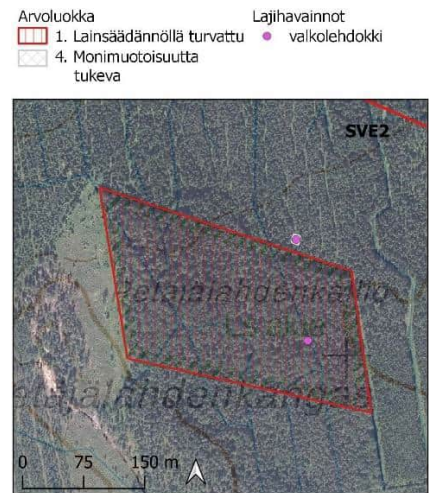 Arvoluokka
1. Lainsäädännöllä turvattu
4. Monimuotoisuutta
tukeva
Lajihavainnot
valkolehdokki
SVE2
0 75 150 m